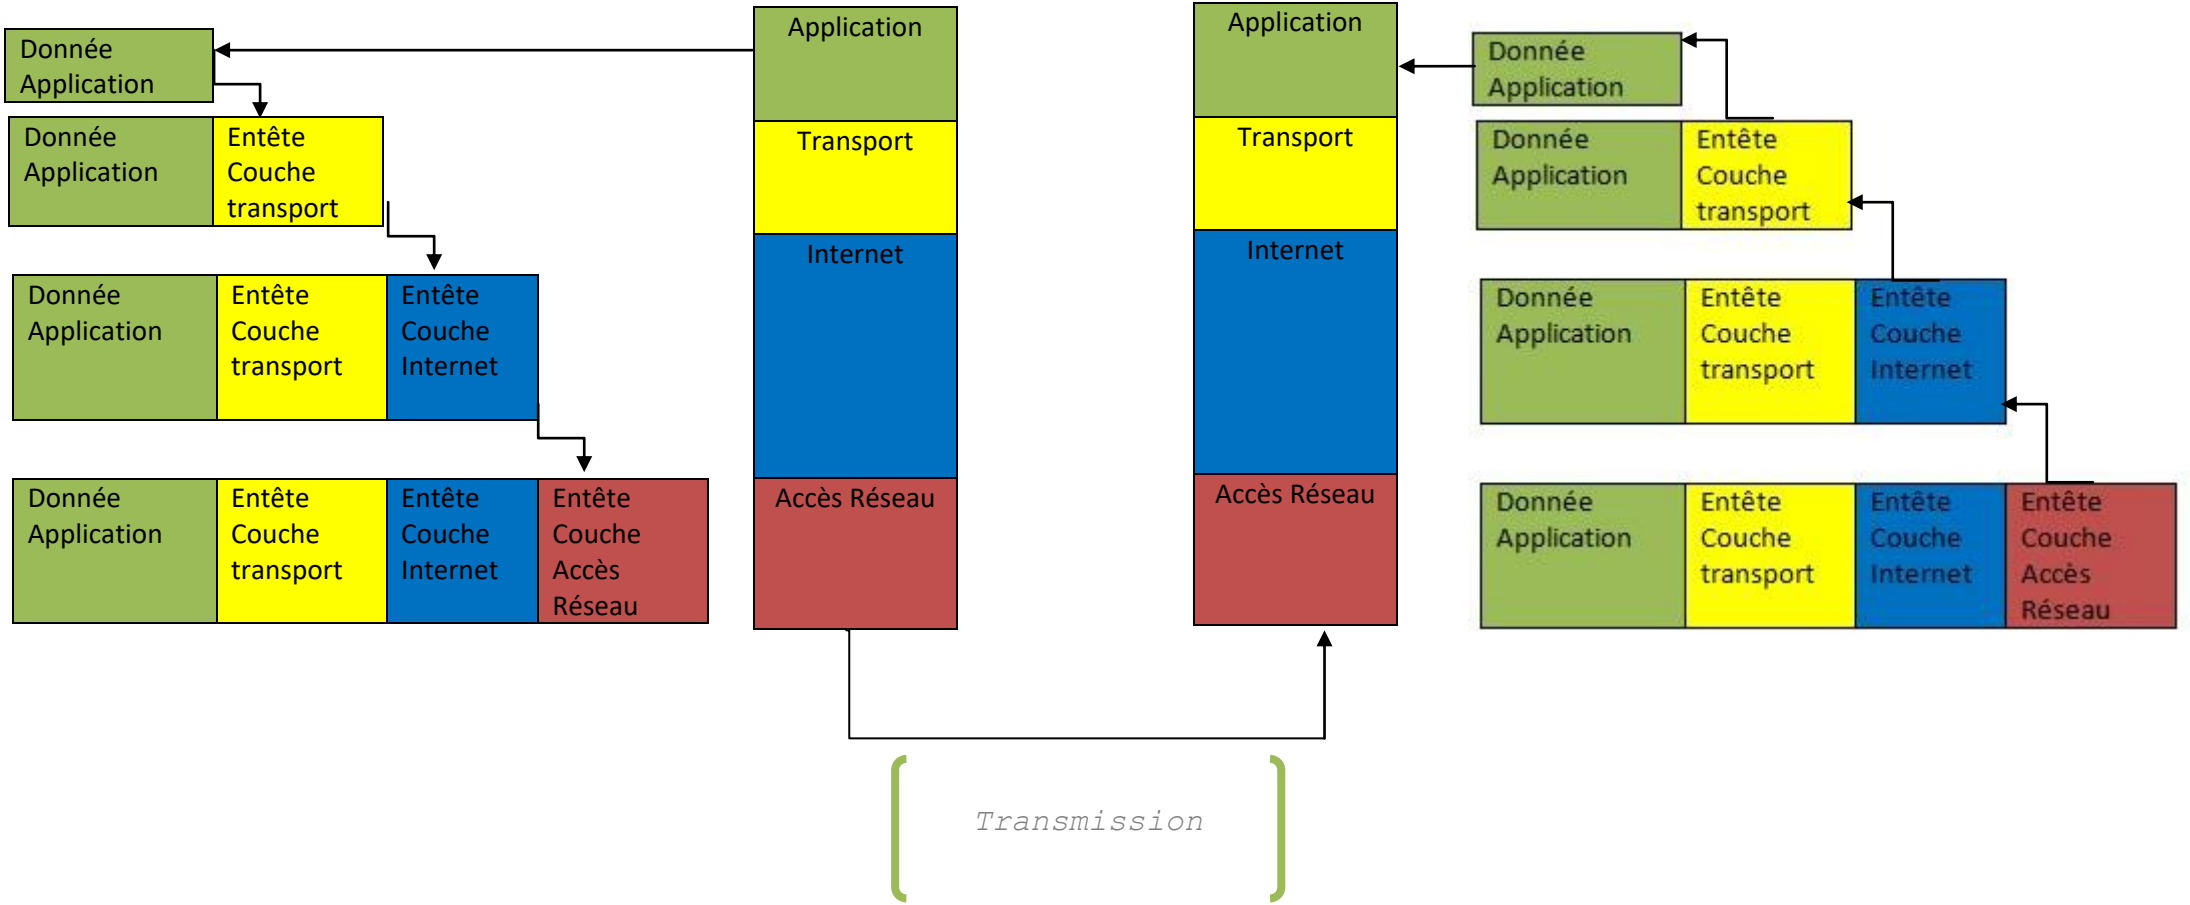 Donnée
Application
Donnée
Application
Entête
Couche
transport
Donnée
Application
Entête
Couche
transport
Entête
Couche
Internet
Donnée
Application
Entête
Couche
transport
Entête
Couche
Internet
Entête
Couche
Accès
Réseau
Application
Transport
Internet
Accès Réseau
Application
Transport
Internet
Accès Réseau
Donnée
Application
Donnée
Application
Entête
Couche
transport
Donnée
Application
Entête
Couche
transport
Entête
Couche
Internet
Donnée
Application
Entête
Couche
transport
Entête
Couche
Internet
Entête
Couche
Accès
Réseau
Transmission